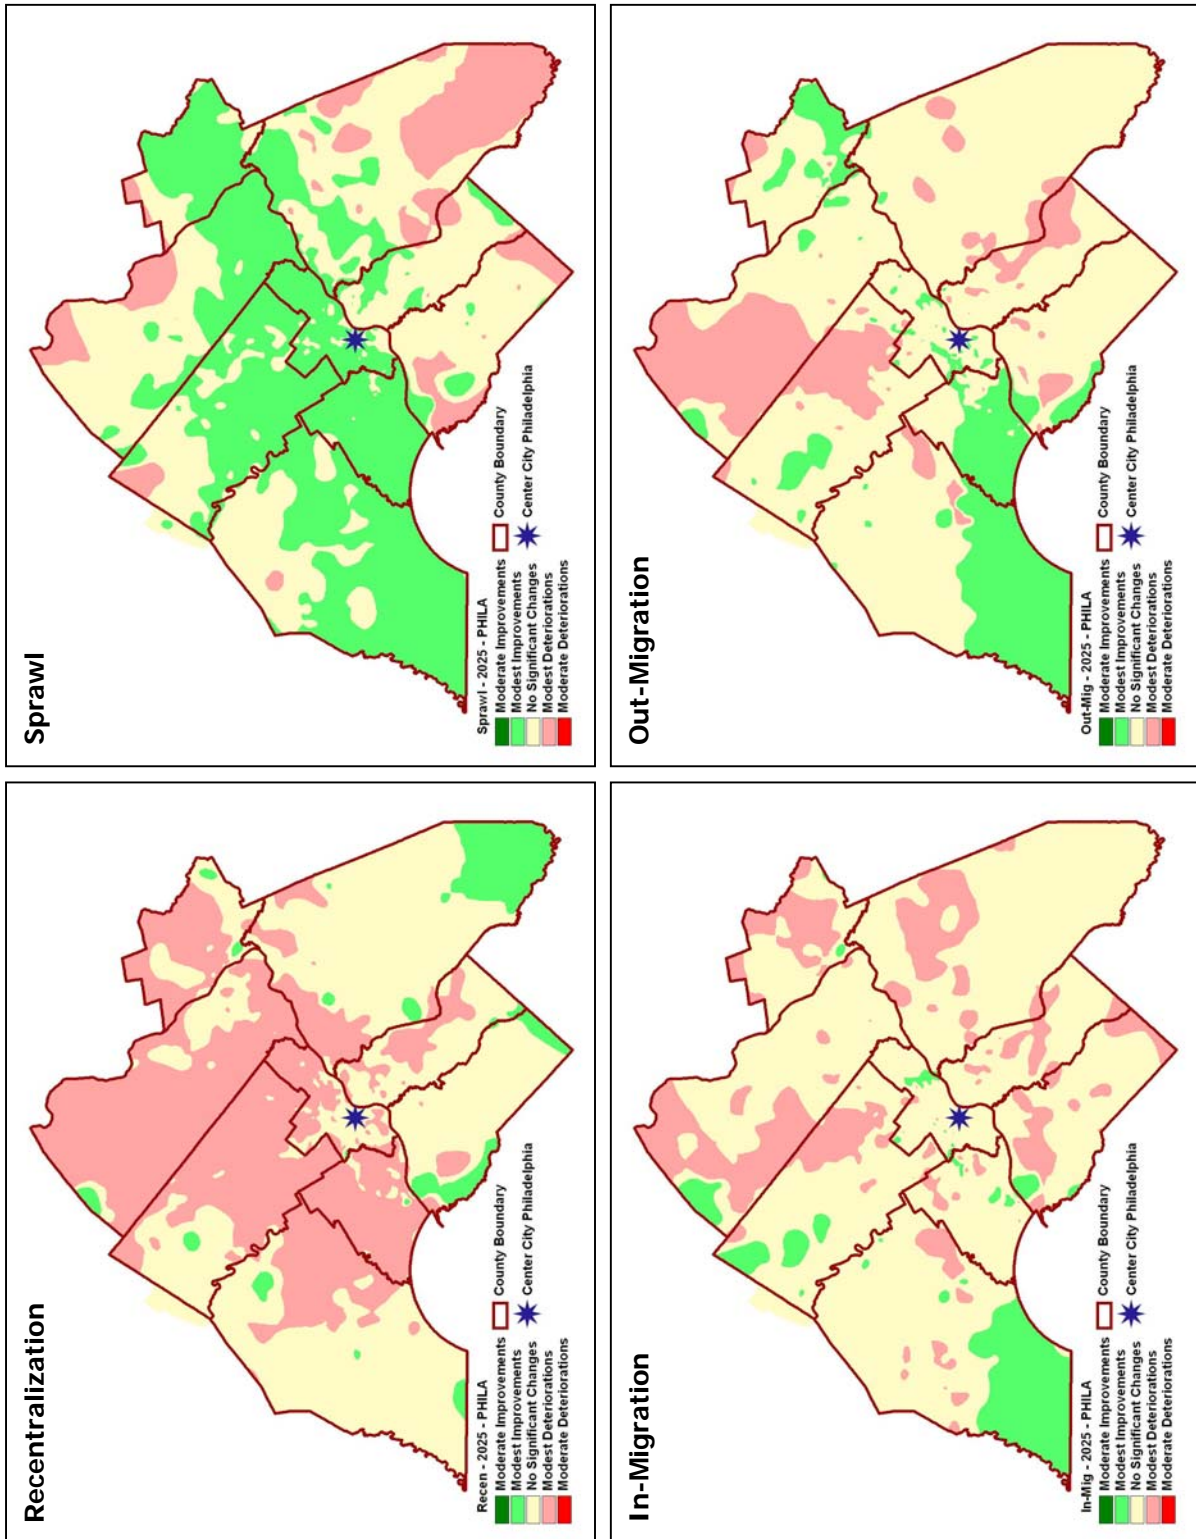 Recentralization
Recen - 2025 - PHILA
Moderate Improvements
Modest Improvements
No Significant Changes
Modest Deteriorations
Moderate Deteriorations
County Boundary
Center City Philadelphia
Sprawl
Sprawl - 2025 - PHILA
Moderate Improvements
Modest Improvements
No Significant Changes
Modest Deteriorations
Moderate Deteriorations
County Boundary
Center City Philadelphia
In-Migration
In-Mig - 2025 - PHILA
Moderate Improvements
Modest Improvements
No Significant Changes
Modest Deteriorations
Moderate Deteriorations
County Boundary
Center City Philadelphia
Out-Migration
Out-Mig - 2025 - PHILA
Moderate Improvements
Modest Improvements
No Significant Changes
Modest Deteriorations
Moderate Deteriorations
County Boundary
Center City Philadelphia